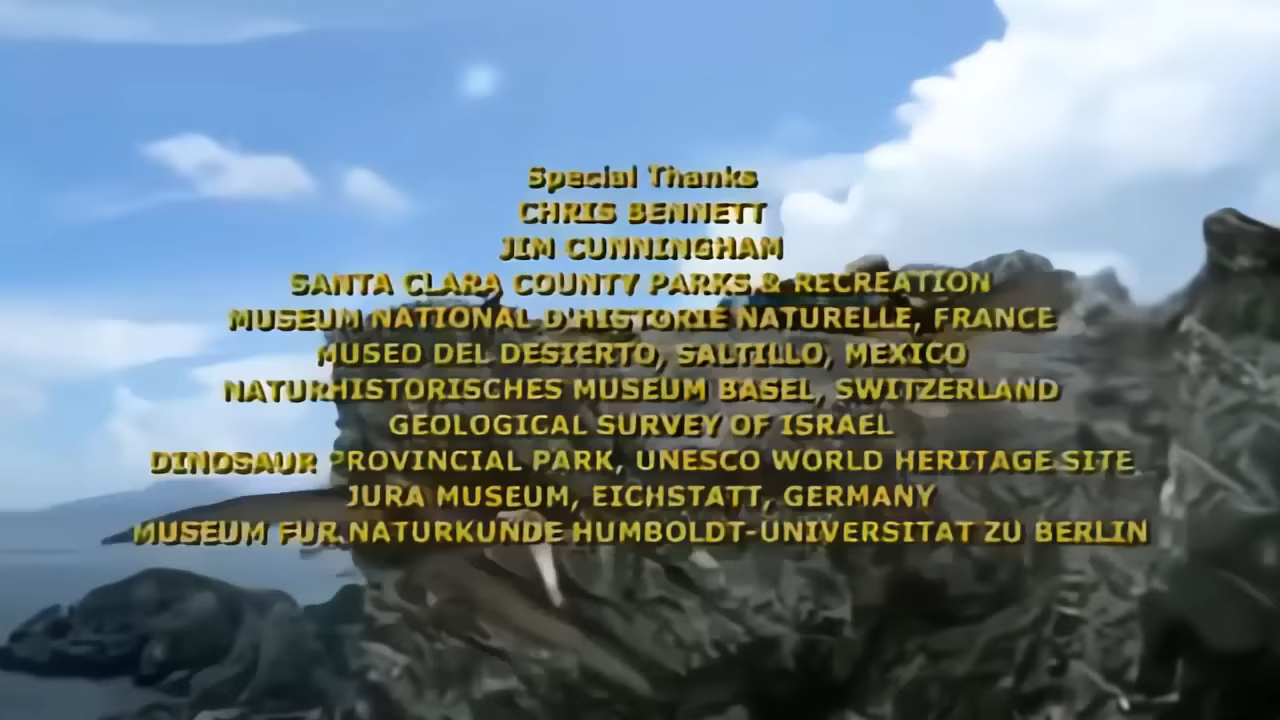 Special Thanks
CHRIS BENNETT
JIM CUNNINGHAM
SANTA CLARA COUNTY PARKS & RECREATION
MUSEUM NATIONAL D'HISTORIE NATURELLE, FRANCE
MUSEO DEL DESIERTO, SALTILLO, MEXICO
NATURHISTORISCHES MUSEUM BASEL, SWITZERLAND
GEOLOGICAL SURVEY OF ISRAEL
DINOSAUR PROVINCIAL PARK, UNESCO WORLD HERITAGE SITE
JURA MUSEUM, EICHSTATT, GERMANY
MUSEUM FUR NATURKUNDE HUMBOLDT-UNIVERSITAT ZU BERLIN